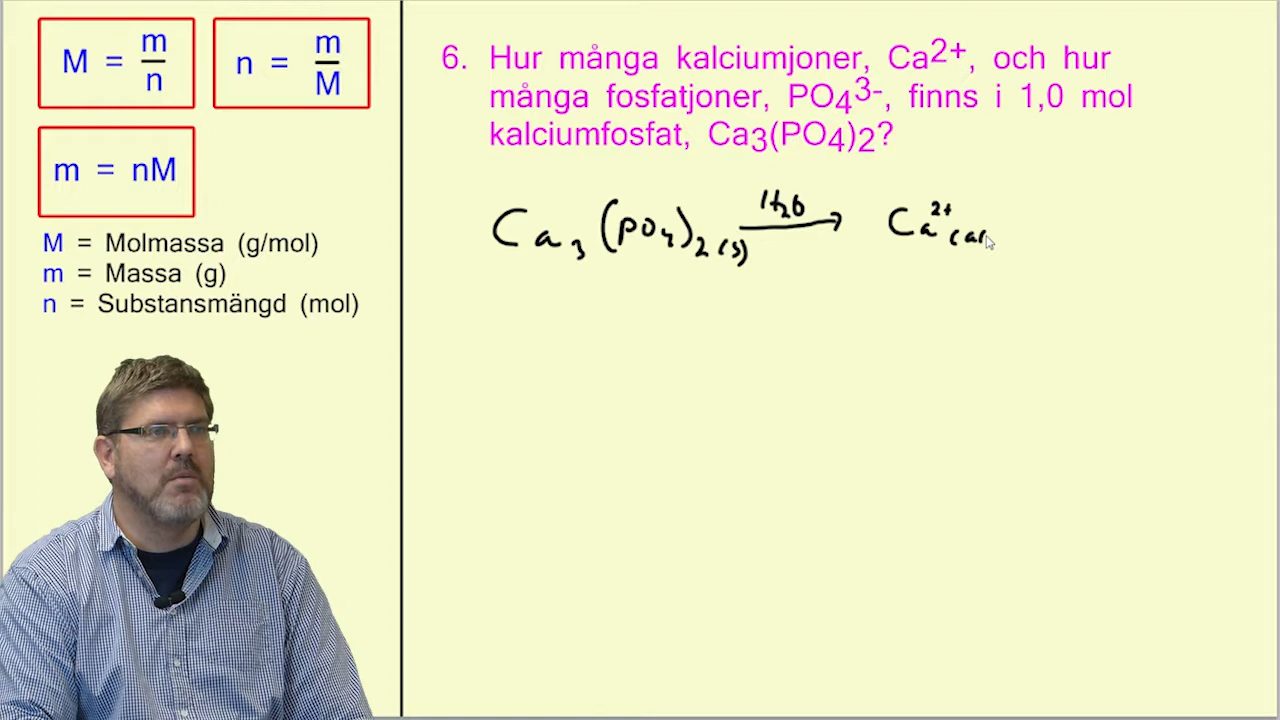 M = m/n
n = m/M
m = nM
M = Molmassa (g/mol)
m = Massa (g)
n = Substansmängd (mol)
6. Hur många kalciumjoner, Ca2+, och hur
många fosfatjoner, PO43-, finns i 1,0 mol
kalciumfosfat, Ca3(PO4)2?
Ca3(PO4)2(s) H2O → Ca2+(aq